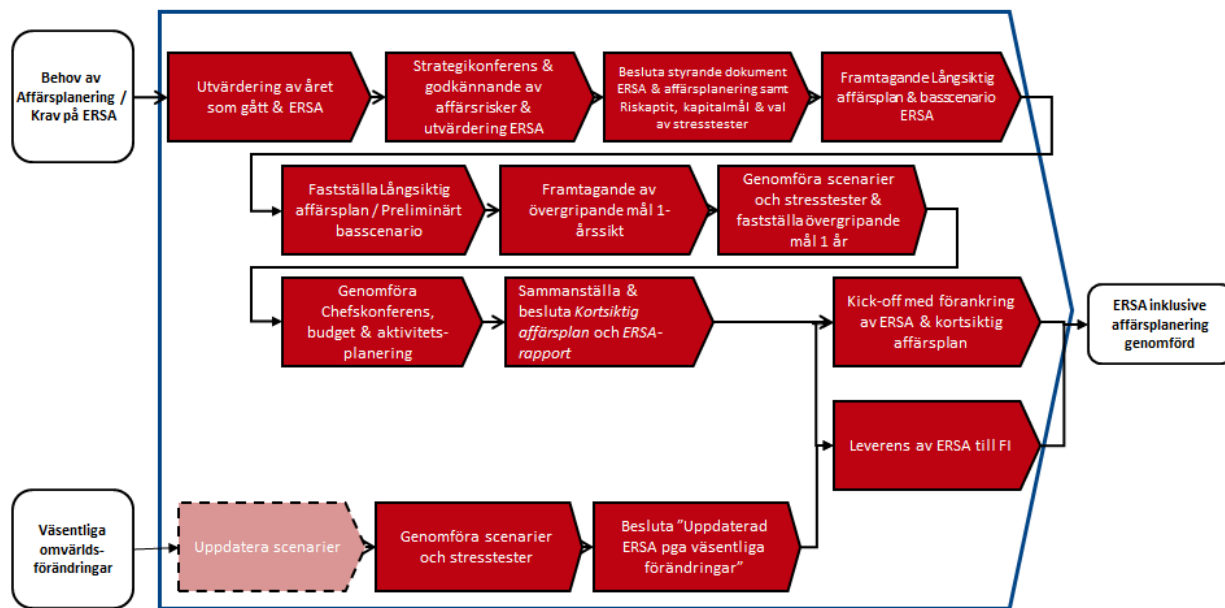 Behov av
Affärsplanering /
Krav på ERSA
Utvärdering av året
som gått & ERSA
Strategikonferens &
godkännande av
affärsrisker &
utvärdering ERSA
Besluta styrande dokument
ERSA & affärsplanering samt
Riskaptit, kapitalmål & val
av stresstester
Framtagande Långsiktig
affärsplan & basscenario
ERSA
Fastställa Långsiktig
affärsplan / Preliminärt
basscenario
Framtagande av
övergripande mål 1-
årssikt
Genomföra scenarier
och stresstester &
fastställa övergripande
mål 1 år
Genomföra
Chefskonferens,
budget & aktivitets-
planering
Sammanställa &
besluta Kortsiktig
affärsplan och ERSA-
rapport
Kick-off med förankring
av ERSA & kortsiktig
affärsplan
ERSA inklusive
affärsplanering
genomförd
Leverens av ERSA till FI
Väsentliga
omvärlds-
förändringar
Uppdatera scenarier
Genomföra scenarier
och stresstester
Besluta ”Uppdaterad
ERSA pga väsentliga
förändringar”